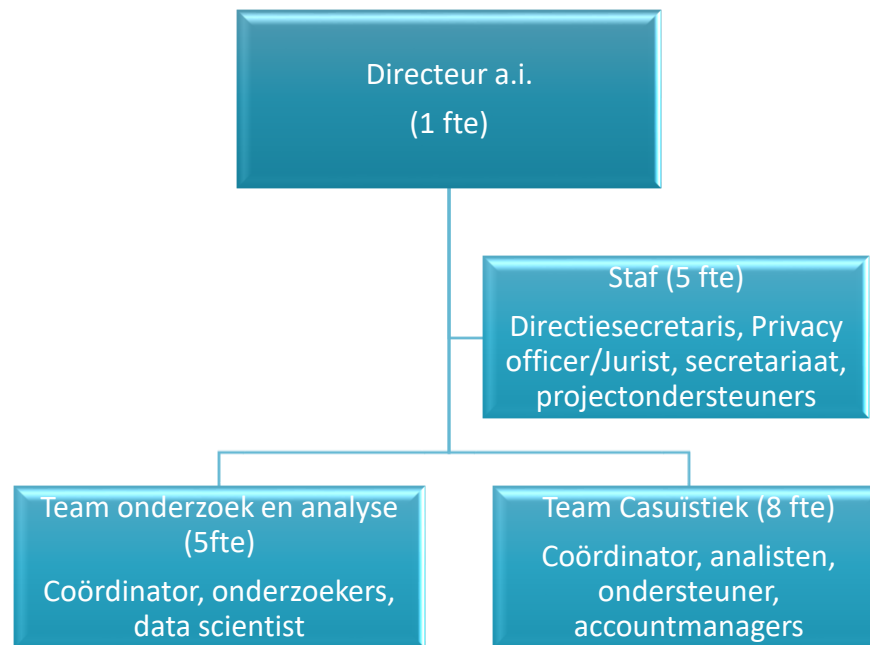 Directeur a.i.
(1 fte)
Staf (5 fte)
Directiesecretaris, Privacy
officer/Jurist, secretariaat,
projectondersteuners
Team onderzoek en analyse
(5fte)
Coördinator, onderzoekers,
data scientist
Team Casuïstiek (8 fte)
Coördinator, analisten,
ondersteuner,
accountmanagers